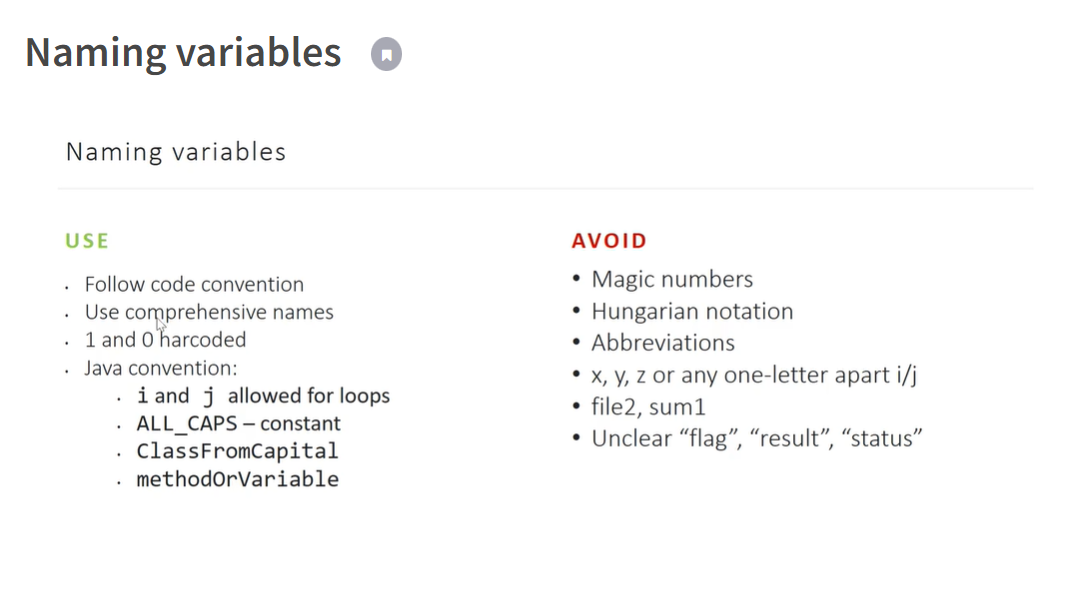 Naming variables
Naming variables
USE
· Follow code convention
· Use comprehensive names
· 1 and 0 harcoded
· Java convention:
· i and j allowed for loops
· ALL_CAPS – constant
· ClassFromCapital
· methodOrVariable
AVOID
• Magic numbers
• Hungarian notation
• Abbreviations
• x, y, z or any one-letter apart i/j
• file2, sum1
• Unclear “flag”, “result”, “status”